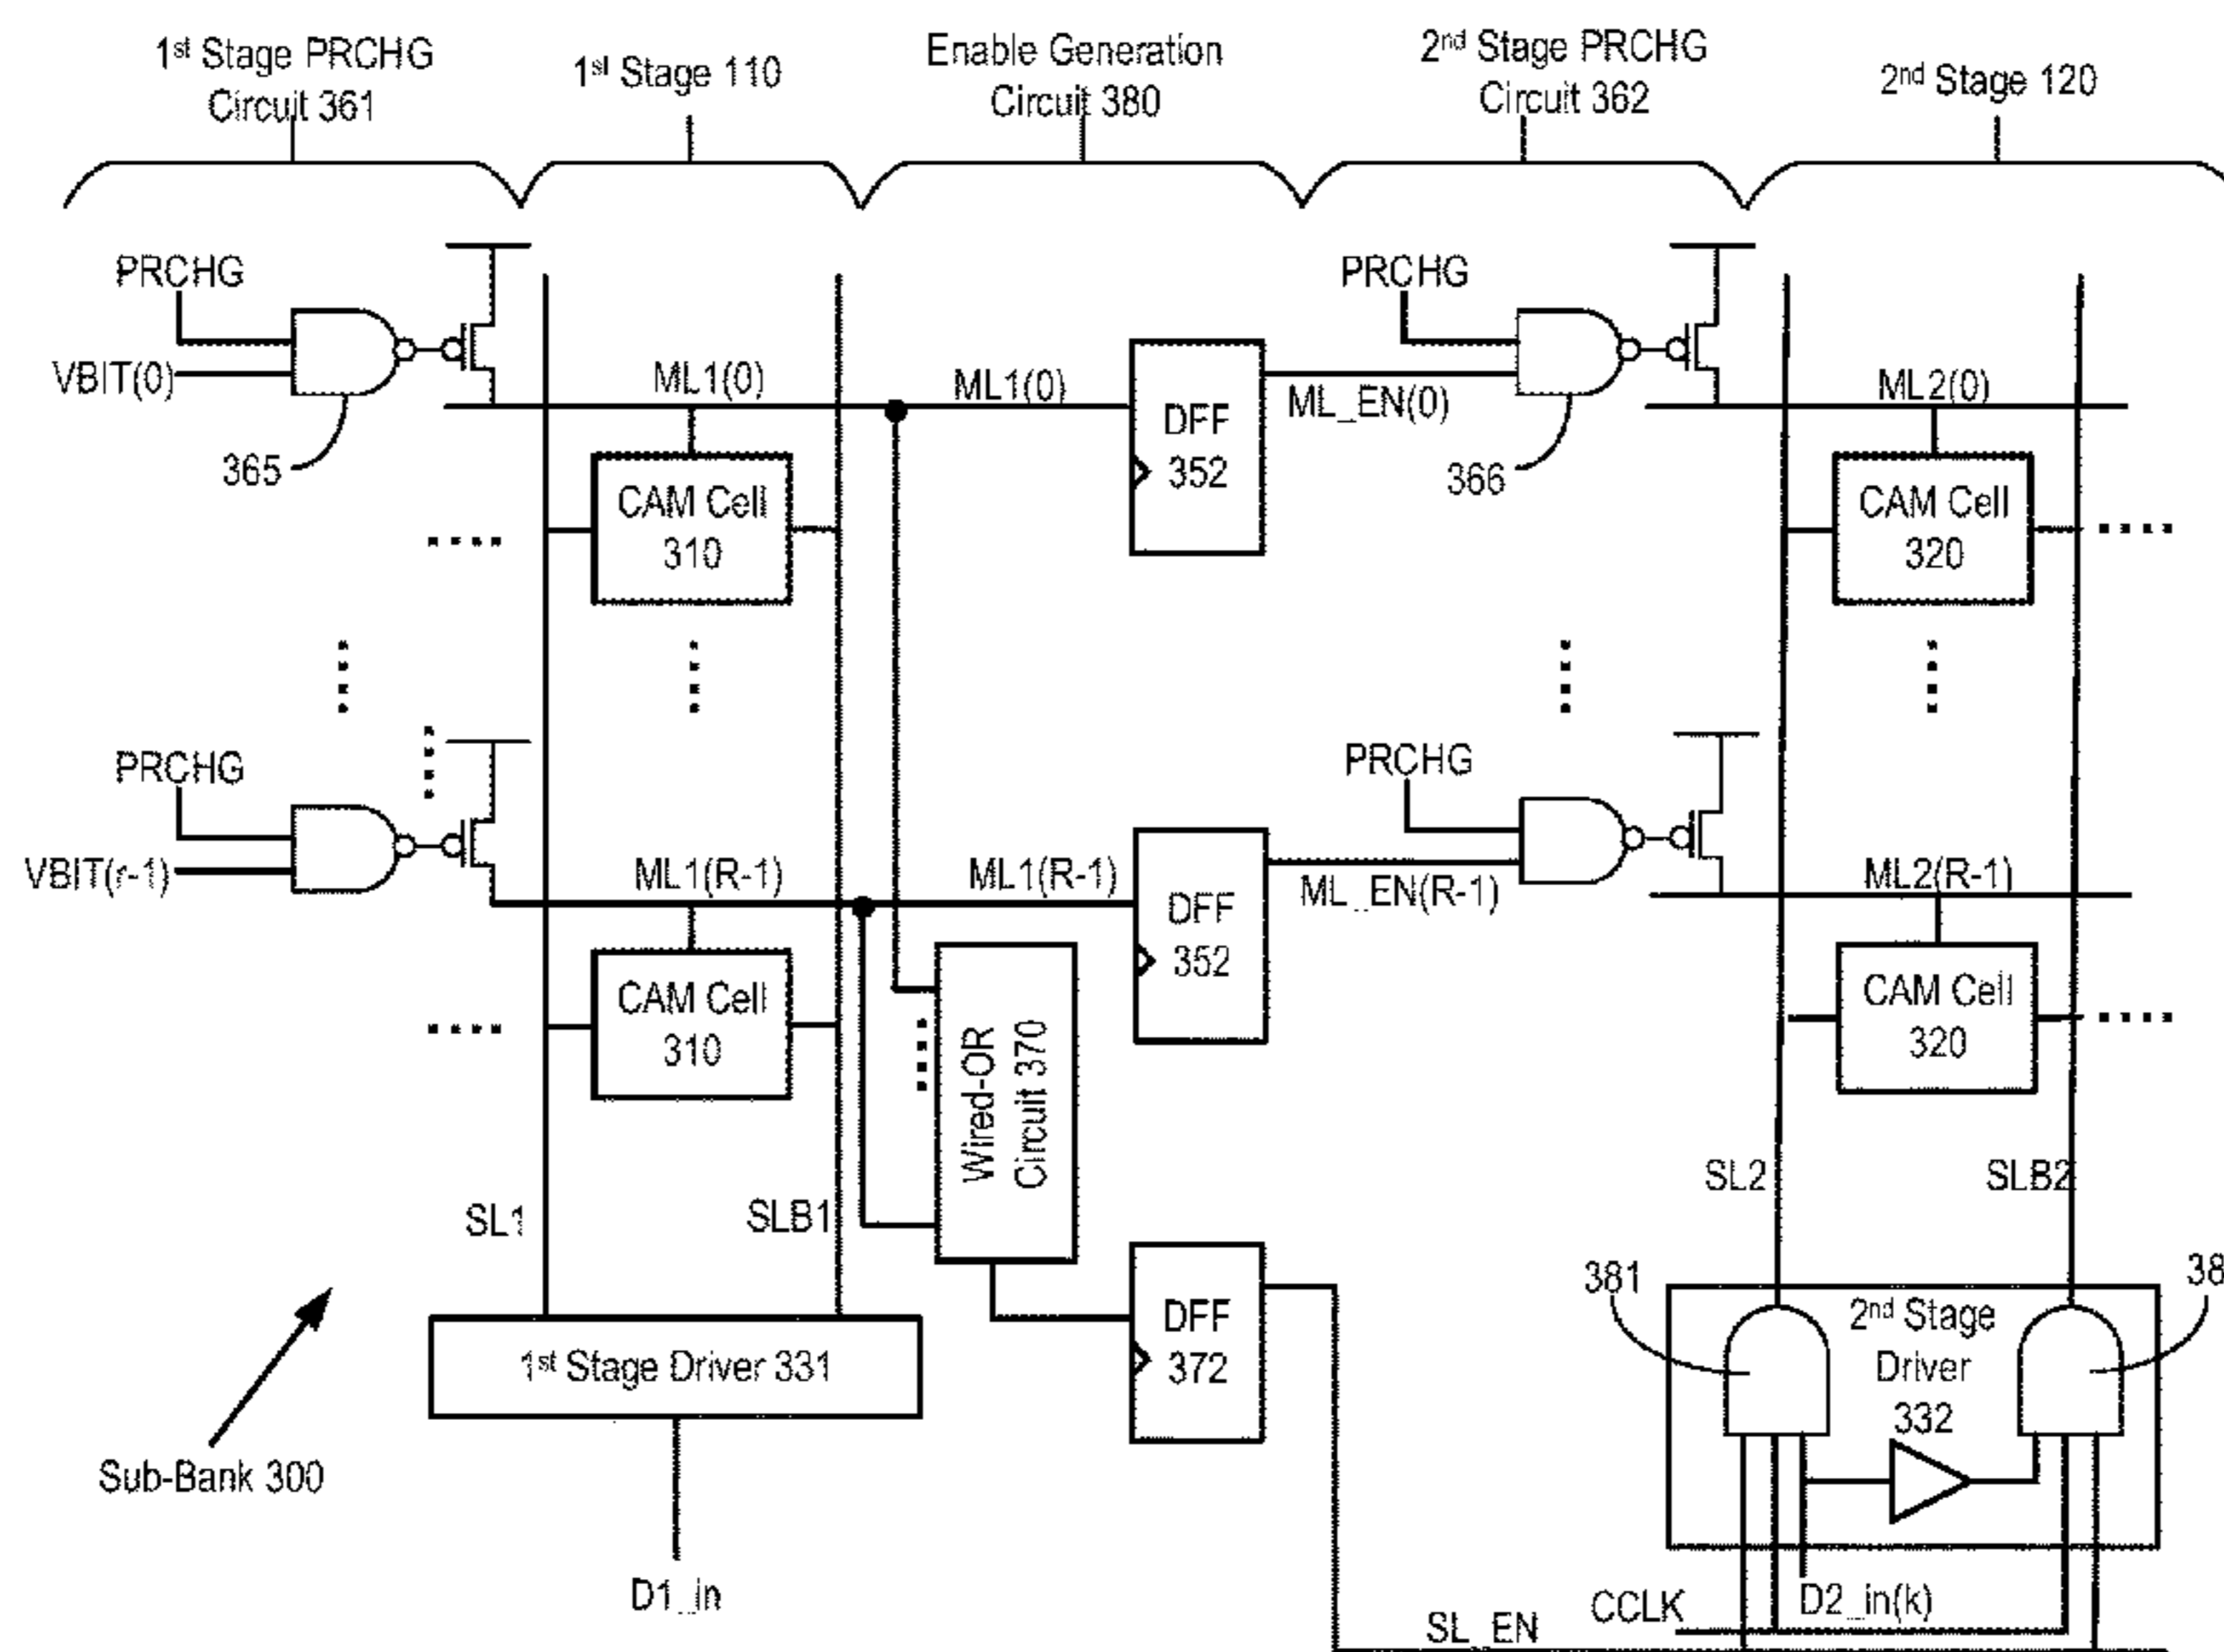 1st Stage PRCHG
Circuit 361
1st Stage 110
Enable Generation
Circuit 380
2nd Stage PRCHG
Circuit 362
2nd Stage 120
PRCHG
VBIT(0)
365
ML1(0)
ML1(0)
CAM Cell
310
DFF
352
ML_EN(0)
PRCHG
366
ML2(0)
CAM Cell
320
PRCHG
VBIT(r-1)
ML1(R-1)
ML1(R-1)
CAM Cell
310
DFF
352
ML_EN(R-1)
PRCHG
ML2(R-1)
CAM Cell
320
Wired-OR
Circuit 370
SL1
SLB1
SL2
SLB2
DFF
372
381
38
2nd Stage
Driver
332
1st Stage Driver 331
Sub-Bank 300
D1_in
CCLK
D2_in(k)
SL_EN